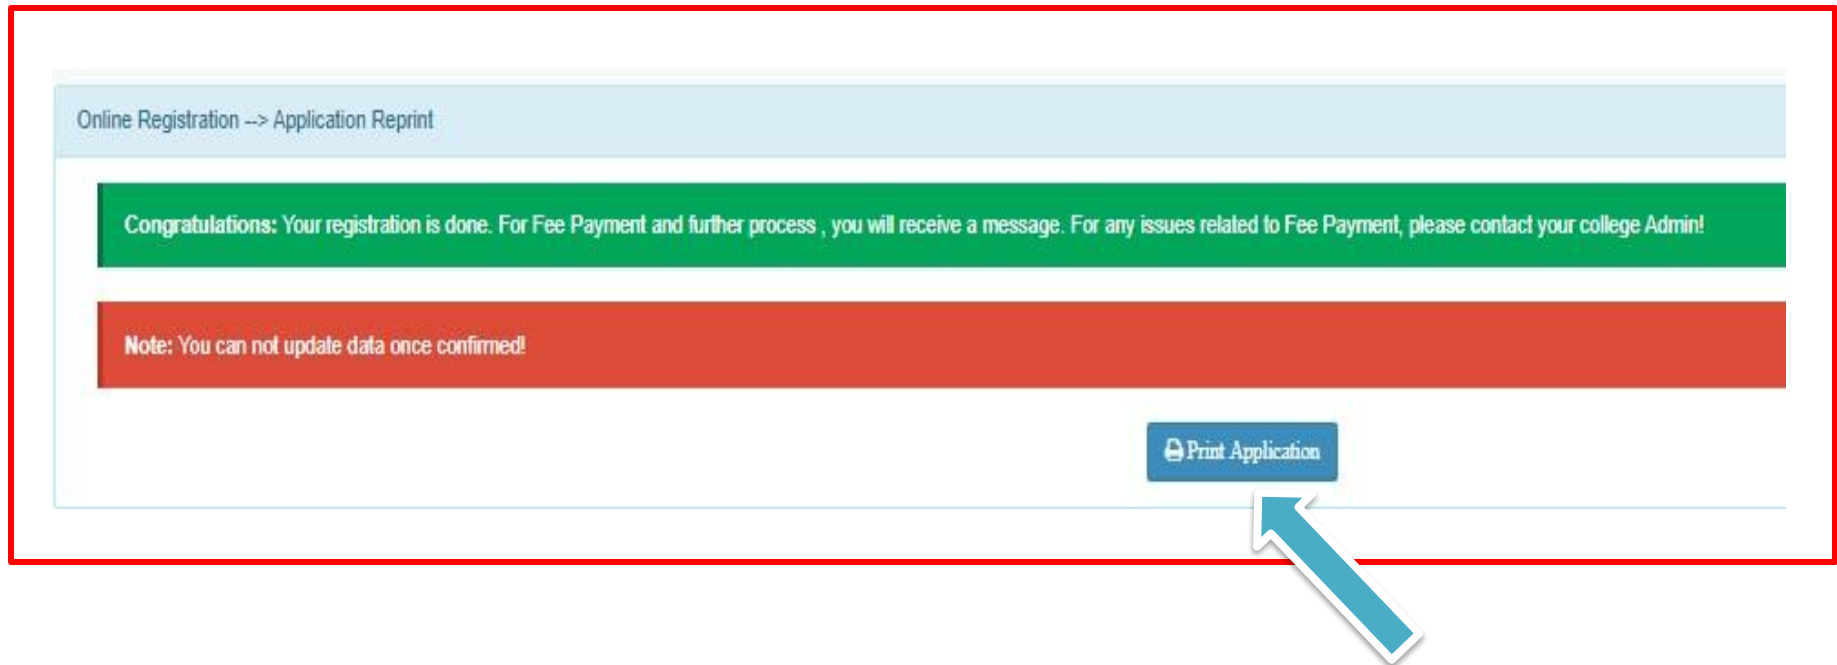 Online Registration --> Application Reprint
Congratulations: Your registration is done. For Fee Payment and further process , you will receive a message. For any issues related to Fee Payment, please contact your college Admin!
Note: You can not update data once confirmed!
Print Application